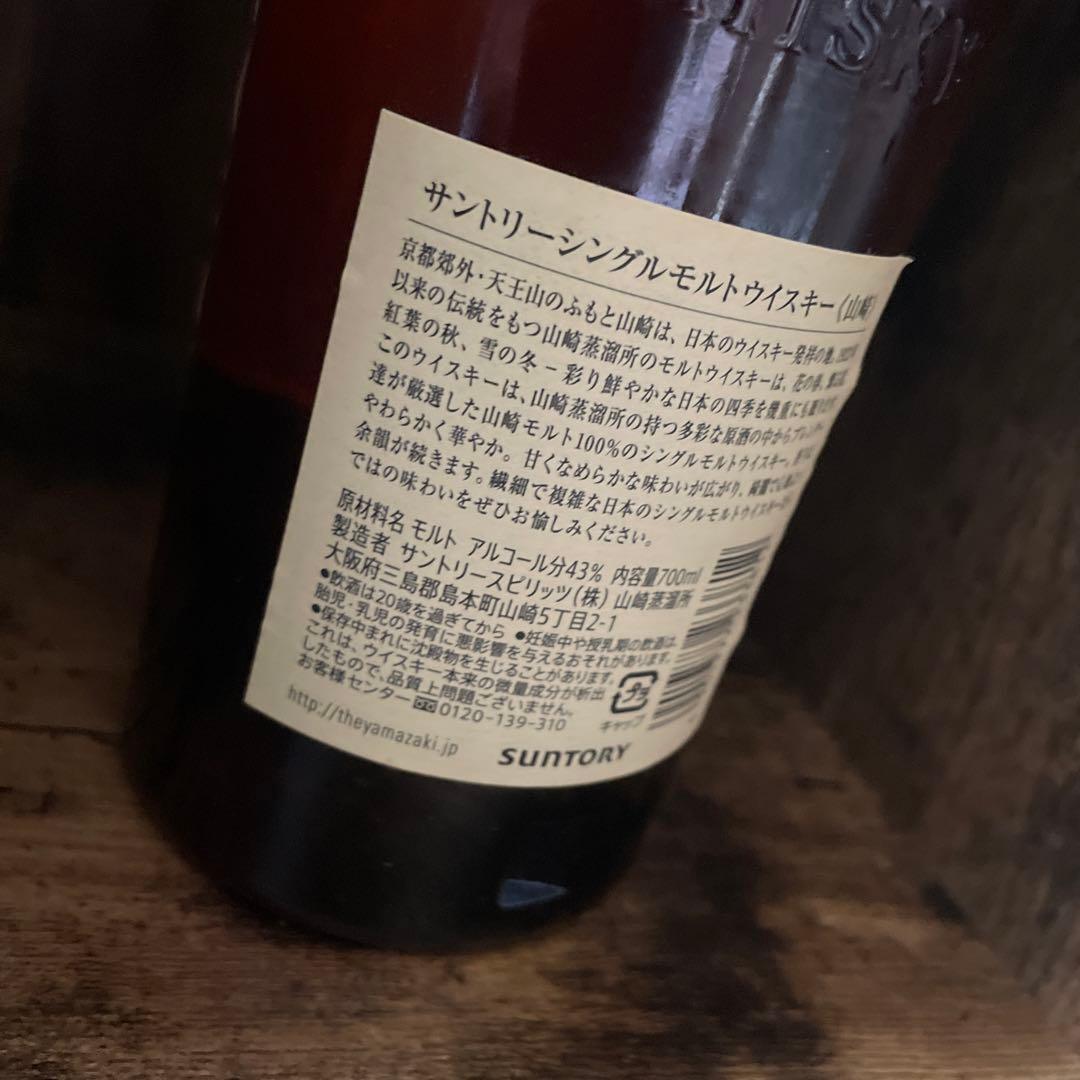 サントリーシングルモルトウイスキー〈山崎〉
京都郊外・天王山のふもと山崎は、日本のウイスキー発祥の地。
以来の伝統をもつ山崎蒸溜所のモルトウイスキーは、花の春、
紅葉の秋、雪の冬－彩り鮮やかな日本の四季を幾重にも
このウイスキーは、山崎蒸溜所の持つ多彩な原酒の中からブレンダー
達が厳選した山崎モルト100%のシングルモルトウイスキー。
やわらかく華やか。甘くなめらかな味わいが広がり、綺麗で
余韻が続きます。繊細で複雑な日本のシングルモルトウイスキー
ではの味わいをぜひお愉しみください。
原材料名 モルト アルコール分43% 内容量700ml
製造者 サントリースピリッツ(株) 山崎蒸溜所
大阪府三島郡島本町山崎5丁目2-1
●飲酒は20歳を過ぎてから ●妊娠中や授乳期の飲酒は、
胎児・乳児の発育に悪影響を与えるおそれがあります。
●保存中まれに沈殿物を生じることがあります。
これは、ウイスキー本来の微量成分が析出
したもので、品質上問題ございません。
お客様センター 0120-139-310
プラ
キャップ
http://theyamazaki.jp
SUNTORY